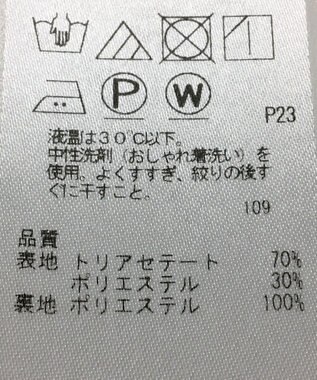 P W
P23
液温は30℃以下。
中性洗剤（おしゃれ着洗い）を
使用。よくすすぎ、絞りの後す
ぐに干すこと。
109
品質
表地 トリアセテート 70%
ポリエステル 30%
裏地 ポリエステル 100%